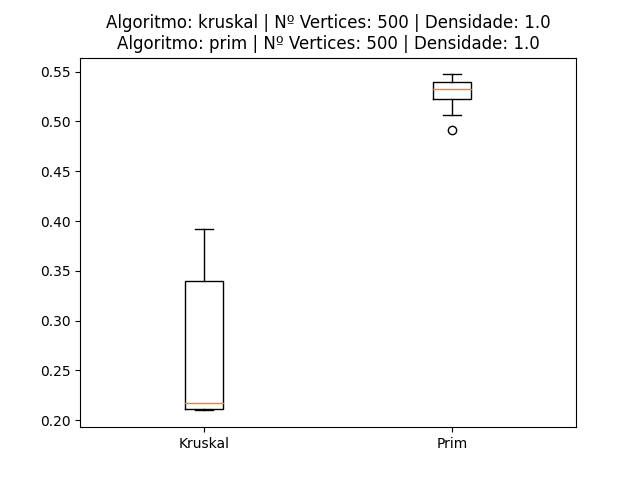 Algoritmo: kruskal | Nº Vertices: 500 | Densidade: 1.0
Algoritmo: prim | Nº Vertices: 500 | Densidade: 1.0
0.55
0.50
0.45
0.40
0.35
0.30
0.25
0.20
Kruskal Prim